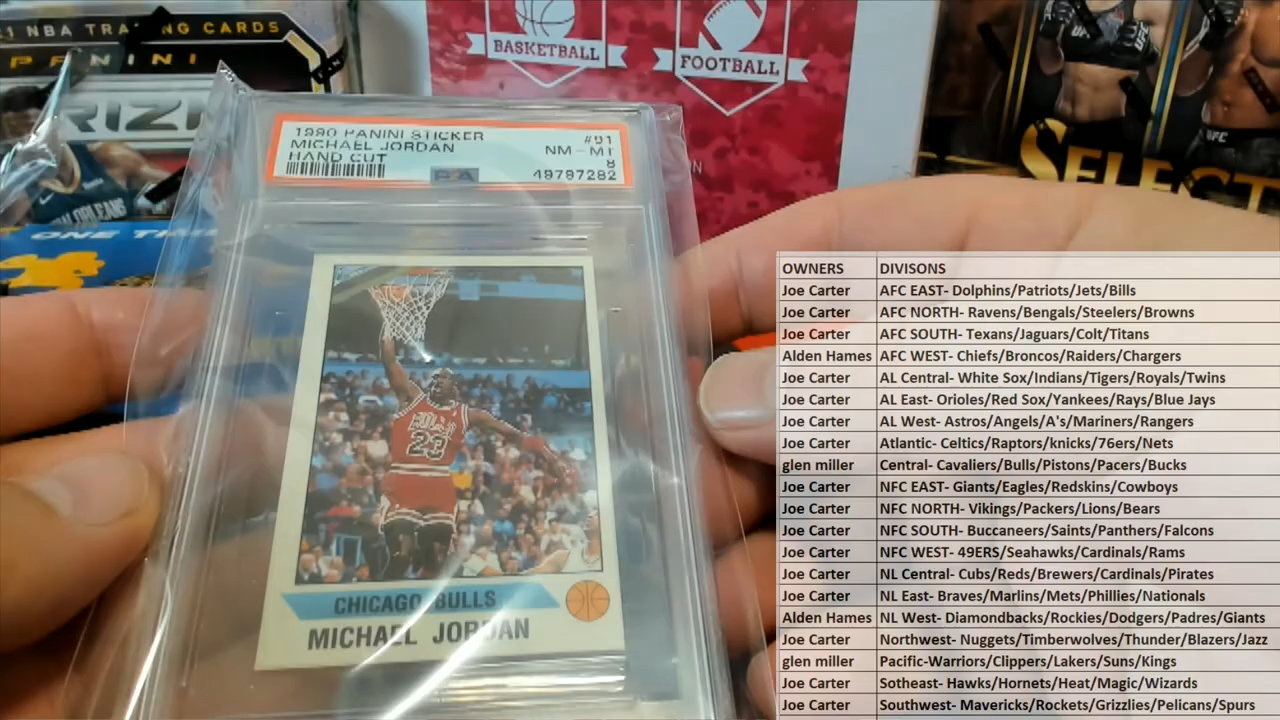 NBA TRADING CARDS
PANINI
RIZ
ONE TI
BASKETBALL
FOOTBALL
UFC
UFC
SELECT
1990 PANINI STICKER #91
MICHAEL JORDAN NM-MT
HAND CUT 8
PSA 49797282
BULLS
23
CHICAGO BULLS
MICHAEL JORDAN
OWNERS DIVISONS
Joe Carter AFC EAST- Dolphins/Patriots/Jets/Bills
Joe Carter AFC NORTH- Ravens/Bengals/Steelers/Browns
Joe Carter AFC SOUTH- Texans/Jaguars/Colt/Titans
Alden Hames AFC WEST- Chiefs/Broncos/Raiders/Chargers
Joe Carter AL Central- White Sox/Indians/Tigers/Royals/Twins
Joe Carter AL East- Orioles/Red Sox/Yankees/Rays/Blue Jays
Joe Carter AL West- Astros/Angels/A's/Mariners/Rangers
Joe Carter Atlantic- Celtics/Raptors/knicks/76ers/Nets
glen miller Central- Cavaliers/Bulls/Pistons/Pacers/Bucks
Joe Carter NFC EAST- Giants/Eagles/Redskins/Cowboys
Joe Carter NFC NORTH- Vikings/Packers/Lions/Bears
Joe Carter NFC SOUTH- Buccaneers/Saints/Panthers/Falcons
Joe Carter NFC WEST- 49ERS/Seahawks/Cardinals/Rams
Joe Carter NL Central- Cubs/Reds/Brewers/Cardinals/Pirates
Joe Carter NL East- Braves/Marlins/Mets/Phillies/Nationals
Alden Hames NL West- Diamondbacks/Rockies/Dodgers/Padres/Giants
Joe Carter Northwest- Nuggets/Timberwolves/Thunder/Blazers/Jazz
glen miller Pacific-Warriors/Clippers/Lakers/Suns/Kings
Joe Carter Sotheast- Hawks/Hornets/Heat/Magic/Wizards
Joe Carter Southwest- Mavericks/Rockets/Grizzlies/Pelicans/Spurs